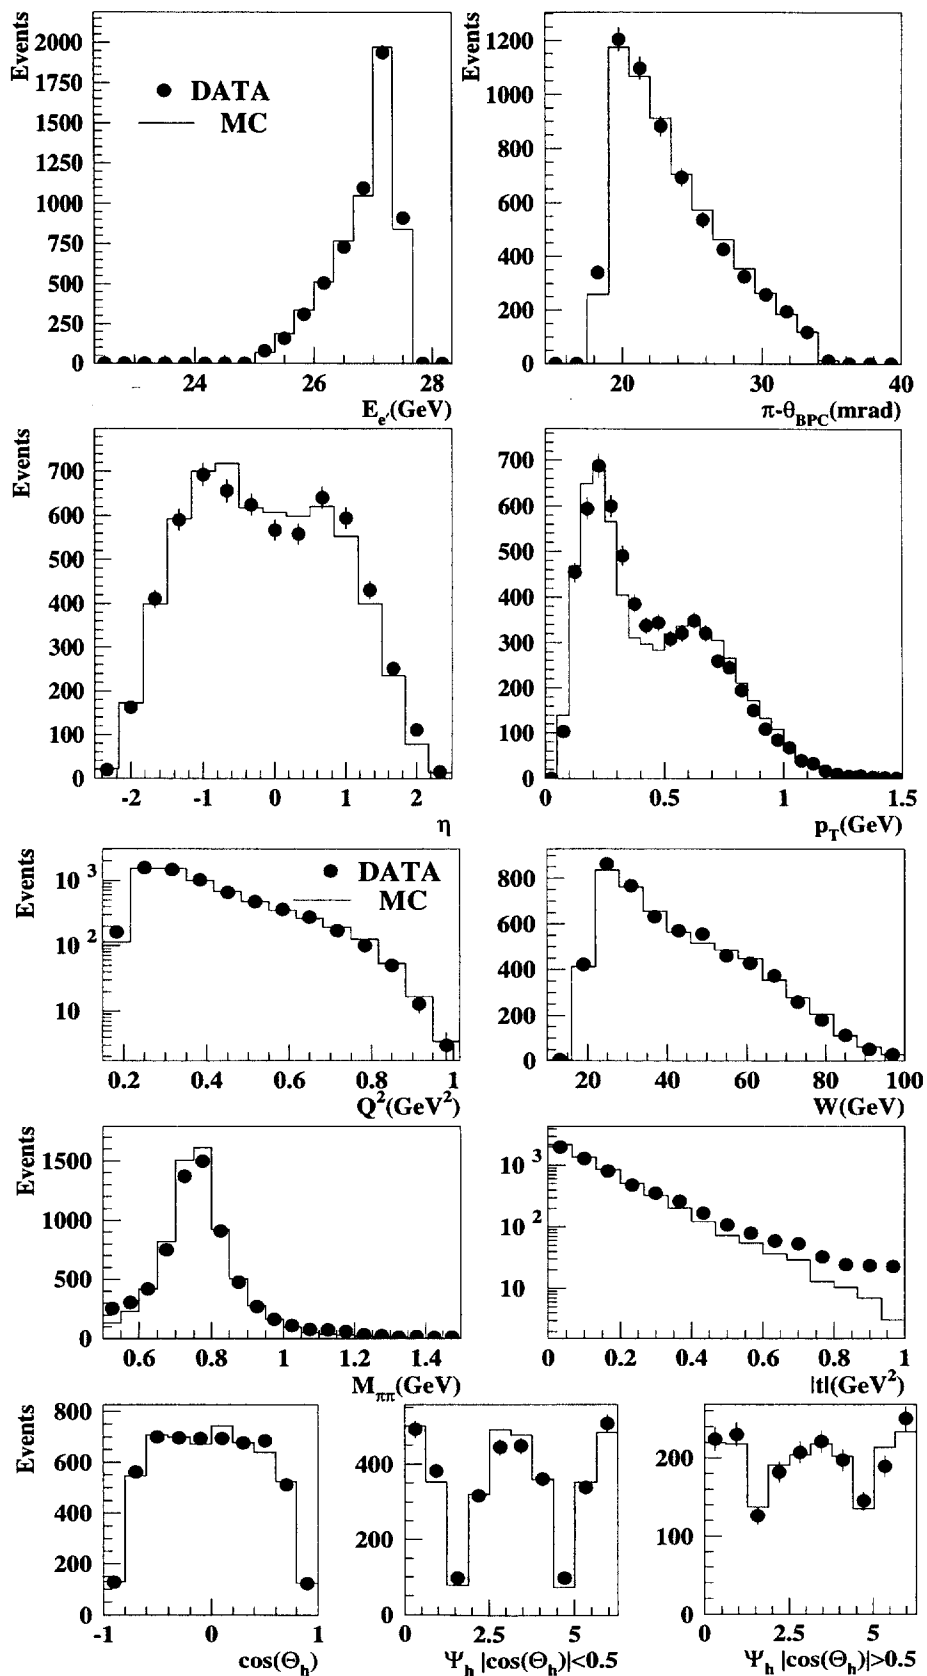 Events
2000
1750
1500
1250
1000
750
500
250
0
DATA
MC
24 26 28
E_e'(GeV)
Events
1200
1000
800
600
400
200
0
20 30 40
π-θ_BPC(mrad)
Events
700
600
500
400
300
200
100
0
-2 -1 0 1 2
η
Events
700
600
500
400
300
200
100
0
0 0.5 1 1.5
p_T(GeV)
Events
10^3
10^2
10
DATA
MC
0.2 0.4 0.6 0.8 1
Q^2(GeV^2)
Events
800
600
400
200
0
20 40 60 80 100
W(GeV)
Events
1500
1000
500
0
0.6 0.8 1 1.2 1.4
M_ππ(GeV)
Events
10^3
10^2
10
0 0.2 0.4 0.6 0.8 1
|t|(GeV^2)
Events
800
700
600
500
400
300
200
100
0
-1 0 1
cos(Θ_h)
Events
400
200
0
0 2.5 5
Ψ_h |cos(Θ_h)|<0.5
Events
200
100
0
0 2.5 5
Ψ_h |cos(Θ_h)|>0.5